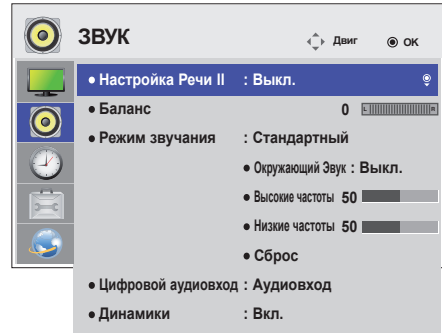 ЗВУК Двиг ОК
• Настройка Речи II : Выкл.
• Баланс 0 L R
• Режим звучания : Стандартный
• Окружающий Звук : Выкл.
• Высокие частоты 50
• Низкие частоты 50
• Сброс
• Цифровой аудиовход : Аудиовход
• Динамики : Вкл.